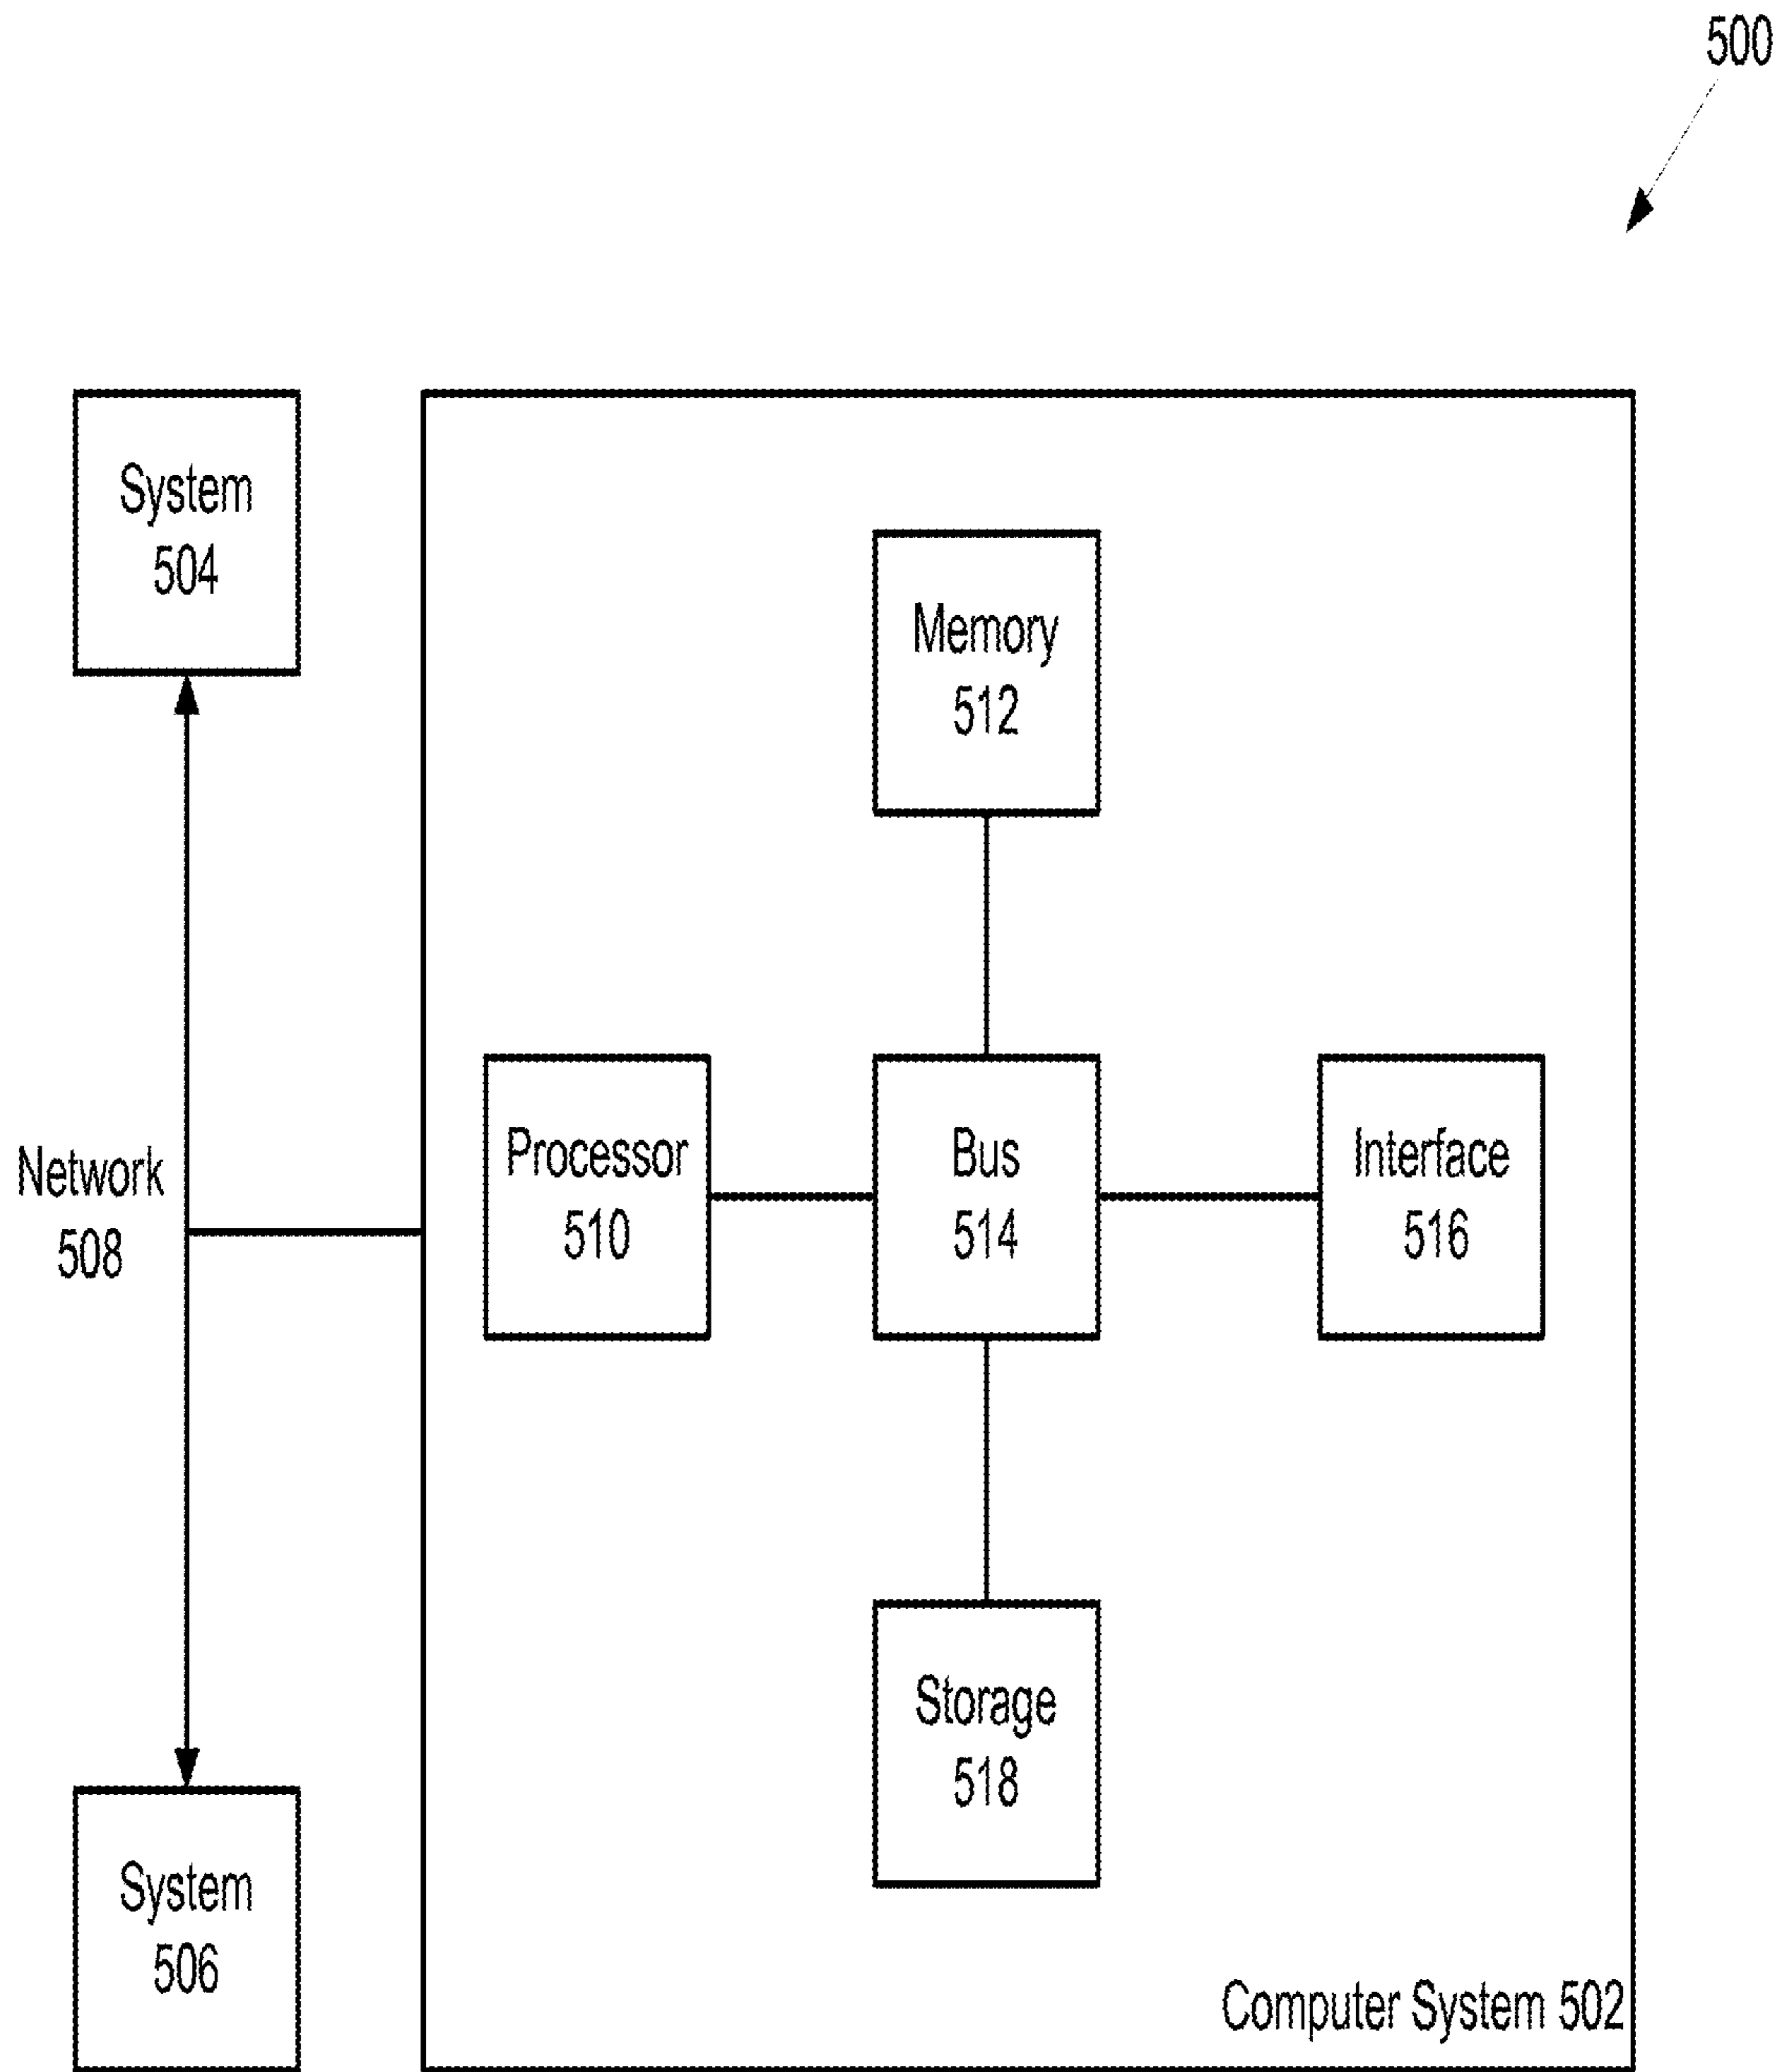 500
System
504
Memory
512
Network
508
Processor
510
Bus
514
Interface
516
Storage
518
System
506
Computer System 502